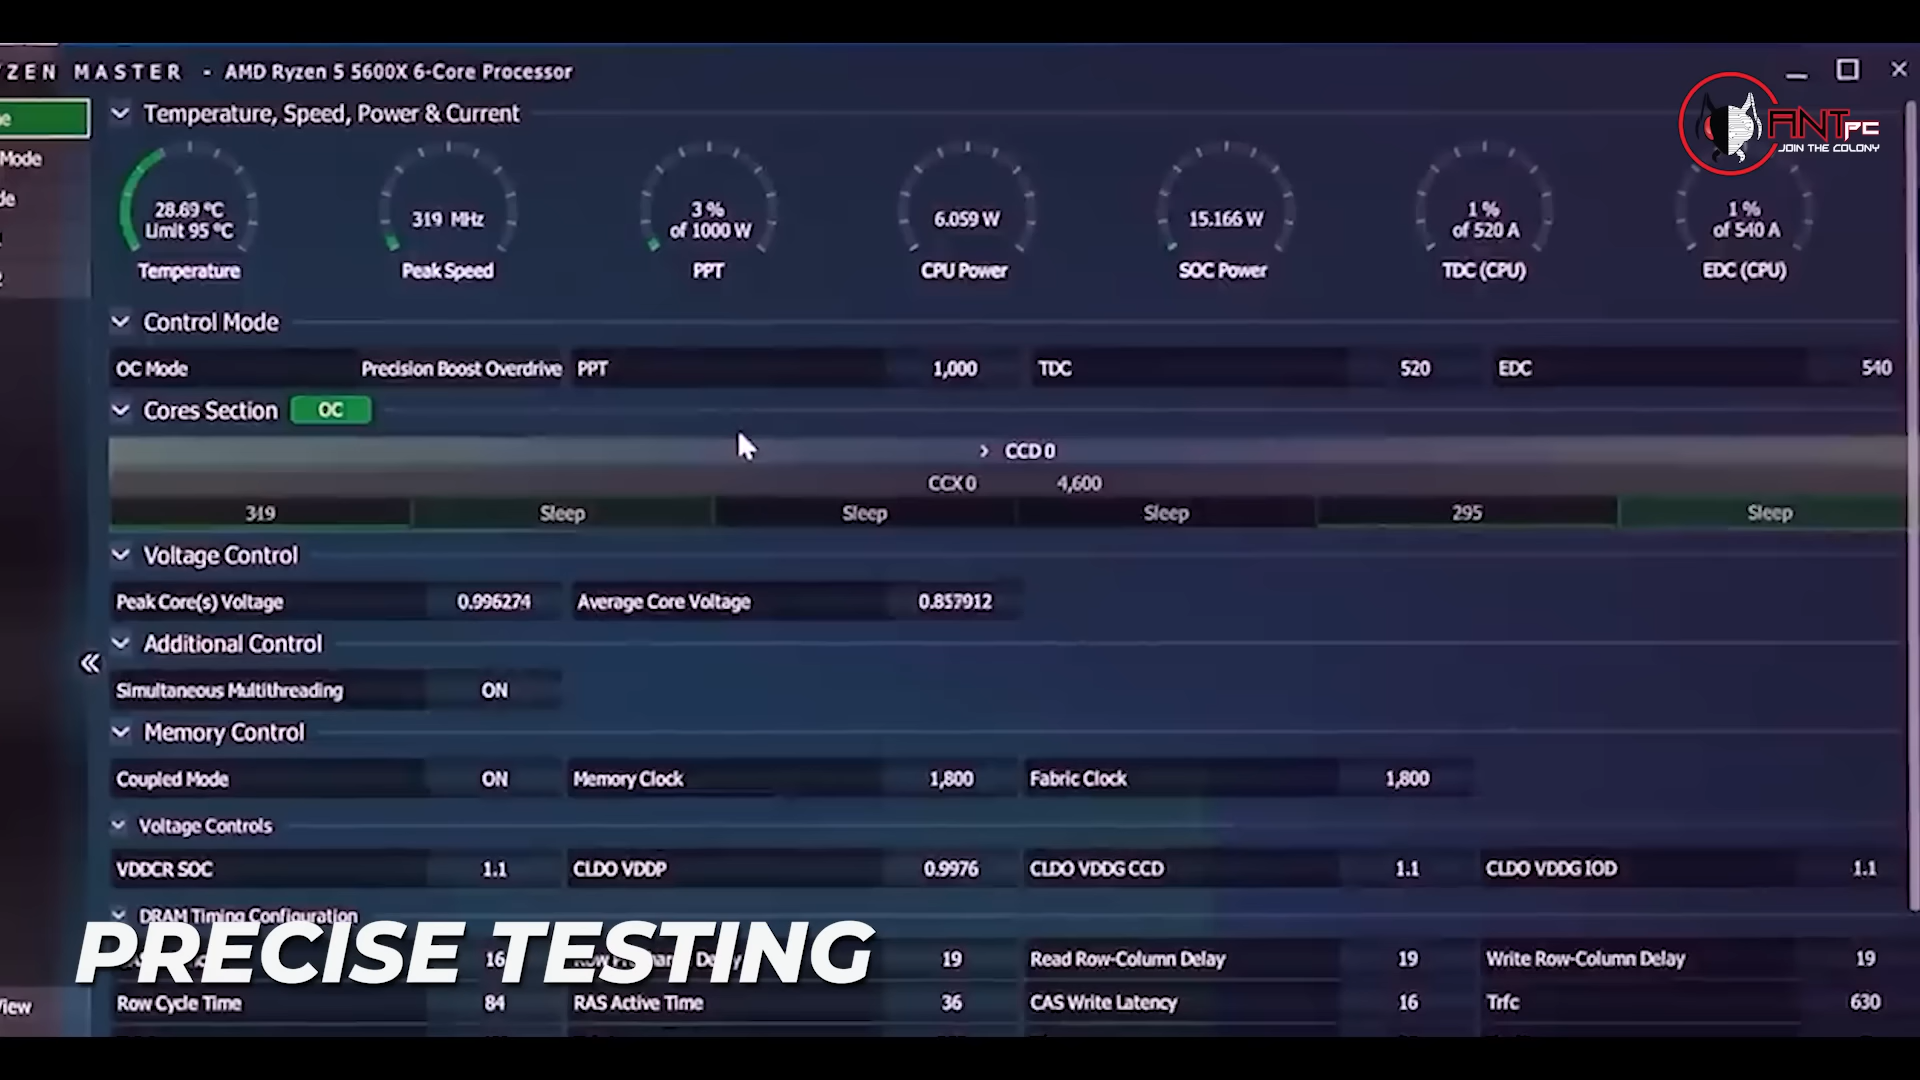 ZEN MASTER - AMD Ryzen 5 5600X 6-Core Processor
ANT PC
JOIN THE COLONY
Mode
Temperature, Speed, Power & Current
28.69 °C
Limit 95 °C
Temperature
319 MHz
Peak Speed
3 %
of 1000 W
PPT
6.059 W
CPU Power
15.166 W
SOC Power
1 %
of 520 A
TDC (CPU)
1 %
of 540 A
EDC (CPU)
Control Mode
OC Mode Precision Boost Overdrive PPT 1,000 TDC 520 EDC 540
Cores Section OC
CCD 0
CCX 0 4,600
319 Sleep Sleep Sleep 295 Sleep
Voltage Control
Peak Core(s) Voltage 0.996274 Average Core Voltage 0.857912
Additional Control
Simultaneous Multithreading ON
Memory Control
Coupled Mode ON Memory Clock 1,800 Fabric Clock 1,800
Voltage Controls
VDDCR SOC 1.1 CLDO VDDP 0.9976 CLDO VDDG CCD 1.1 CLDO VDDG IOD 1.1
DRAM Timing Configuration
PRECISE TESTING
16 19 Read Row-Column Delay 19 Write Row-Column Delay 19
View
Row Cycle Time 84 RAS Active Time 36 CAS Write Latency 16 Trfc 630